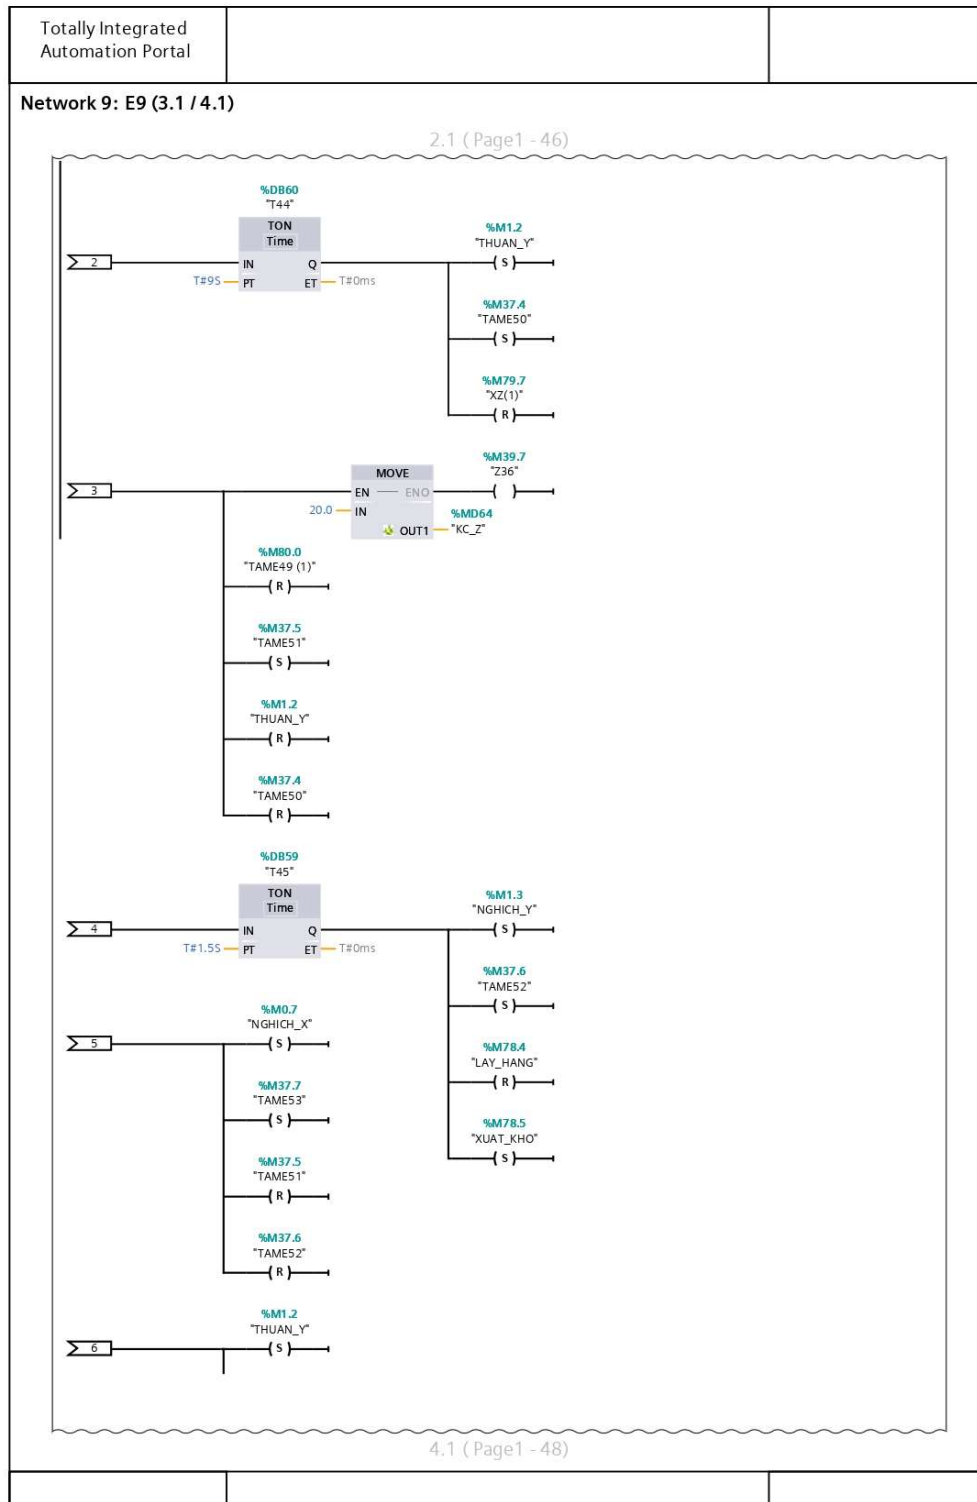 Totally Integrated
Automation Portal
Network 9: E9 (3.1 / 4.1)
2.1 ( Page1 - 46)
%DB60
"T44"
TON
Time
2
IN
Q
T#9S
PT
ET
T#0ms
%M1.2
"THUAN_Y"
S
%M37.4
"TAME50"
S
%M79.7
"XZ(1)"
R
3
MOVE
EN
ENO
20.0
IN
OUT1
%MD64
"KC_Z"
%M39.7
"Z36"
%M80.0
"TAME49 (1)"
R
%M37.5
"TAME51"
S
%M1.2
"THUAN_Y"
R
%M37.4
"TAME50"
R
%DB59
"T45"
TON
Time
4
IN
Q
T#1.5S
PT
ET
T#0ms
%M1.3
"NGHICH_Y"
S
%M37.6
"TAME52"
S
%M78.4
"LAY_HANG"
R
%M78.5
"XUAT_KHO"
S
5
%M0.7
"NGHICH_X"
S
%M37.7
"TAME53"
S
%M37.5
"TAME51"
R
%M37.6
"TAME52"
R
6
%M1.2
"THUAN_Y"
S
4.1 ( Page1 - 48)